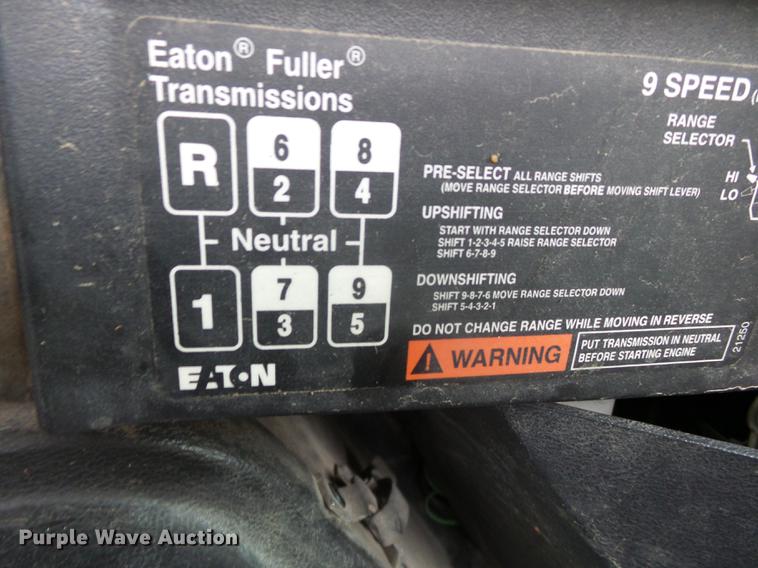 Eaton® Fuller®
Transmissions
9 SPEED
RANGE
SELECTOR
HI
LO
R
6
2
8
4
Neutral
1
7
3
9
5
EATON
PRE-SELECT ALL RANGE SHIFTS
(MOVE RANGE SELECTOR BEFORE MOVING SHIFT LEVER)
UPSHIFTING
START WITH RANGE SELECTOR DOWN
SHIFT 1-2-3-4-5 RAISE RANGE SELECTOR
SHIFT 6-7-8-9
DOWNSHIFTING
SHIFT 9-8-7-6 MOVE RANGE SELECTOR DOWN
SHIFT 5-4-3-2-1
DO NOT CHANGE RANGE WHILE MOVING IN REVERSE
WARNING
PUT TRANSMISSION IN NEUTRAL
BEFORE STARTING ENGINE
21250
Purple Wave Auction